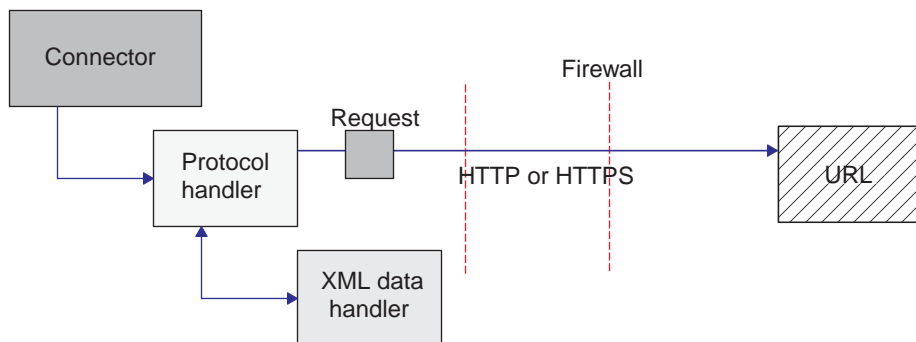 Connector
Firewall
Request
Protocol
handler
HTTP or HTTPS
URL
XML data
handler